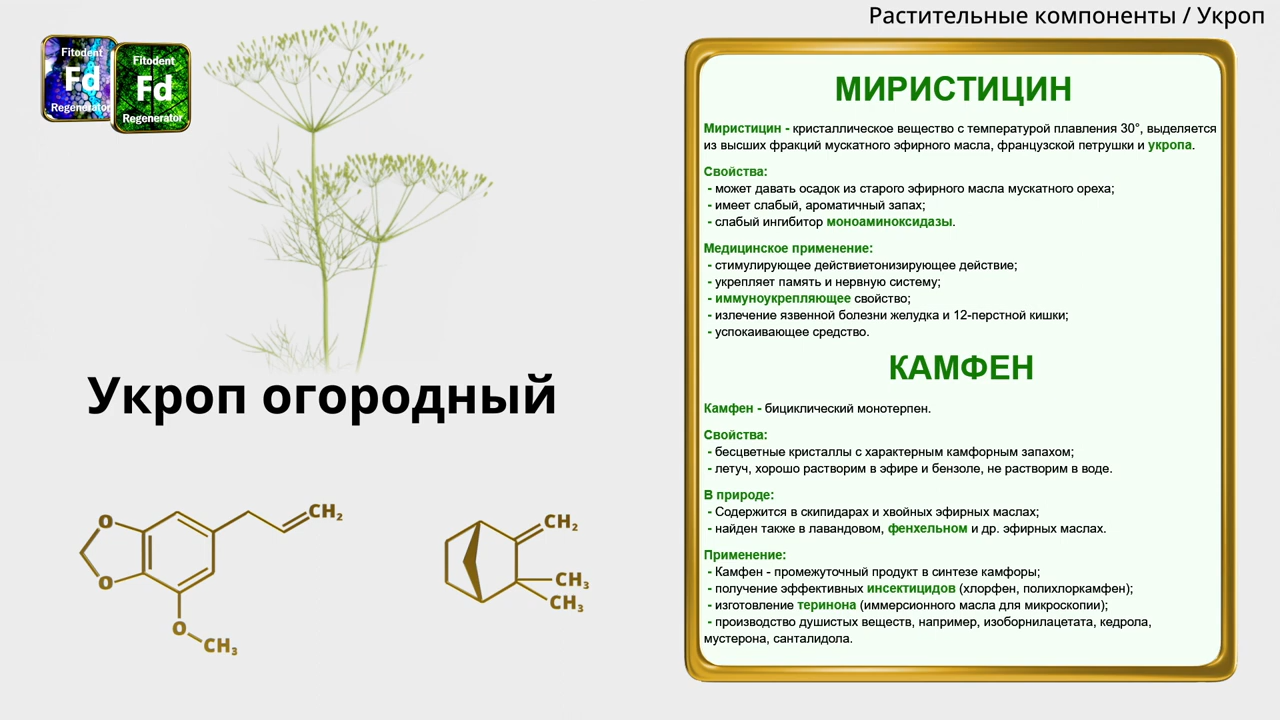 Растительные компоненты / Укроп
Fitodent
Fd
Regenerator
Fitodent
Fd
Regenerator
МИРИСТИЦИН
Миристицин - кристаллическое вещество с температурой плавления 30°, выделяется
из высших фракций мускатного эфирного масла, французской петрушки и укропа.
Свойства:
- может давать осадок из старого эфирного масла мускатного ореха;
- имеет слабый, ароматичный запах;
- слабый ингибитор моноаминоксидазы.
Медицинское применение:
- стимулирующее действиетонизирующее действие;
- укрепляет память и нервную систему;
- иммуноукрепляющее свойство;
- излечение язвенной болезни желудка и 12-перстной кишки;
- успокаивающее средство.
КАМФЕН
Камфен - бициклический монотерпен.
Свойства:
- бесцветные кристаллы с характерным камфорным запахом;
- летуч, хорошо растворим в эфире и бензоле, не растворим в воде.
В природе:
- Содержится в скипидарах и хвойных эфирных маслах;
- найден также в лавандовом, фенхельном и др. эфирных маслах.
Применение:
- Камфен - промежуточный продукт в синтезе камфоры;
- получение эффективных инсектицидов (хлорфен, полихлоркамфен);
- изготовление теринона (иммерсионного масла для микроскопии);
- производство душистых веществ, например, изоборнилацетата, кедрола,
мустерона, санталидола.
Укроп огородный
O
CH₂
O
O
CH₃
CH₂
CH₃
CH₃